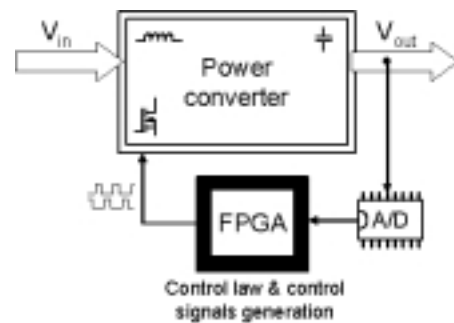 V_in
V_out
Power
converter
FPGA
A/D
Control law & control
signals generation